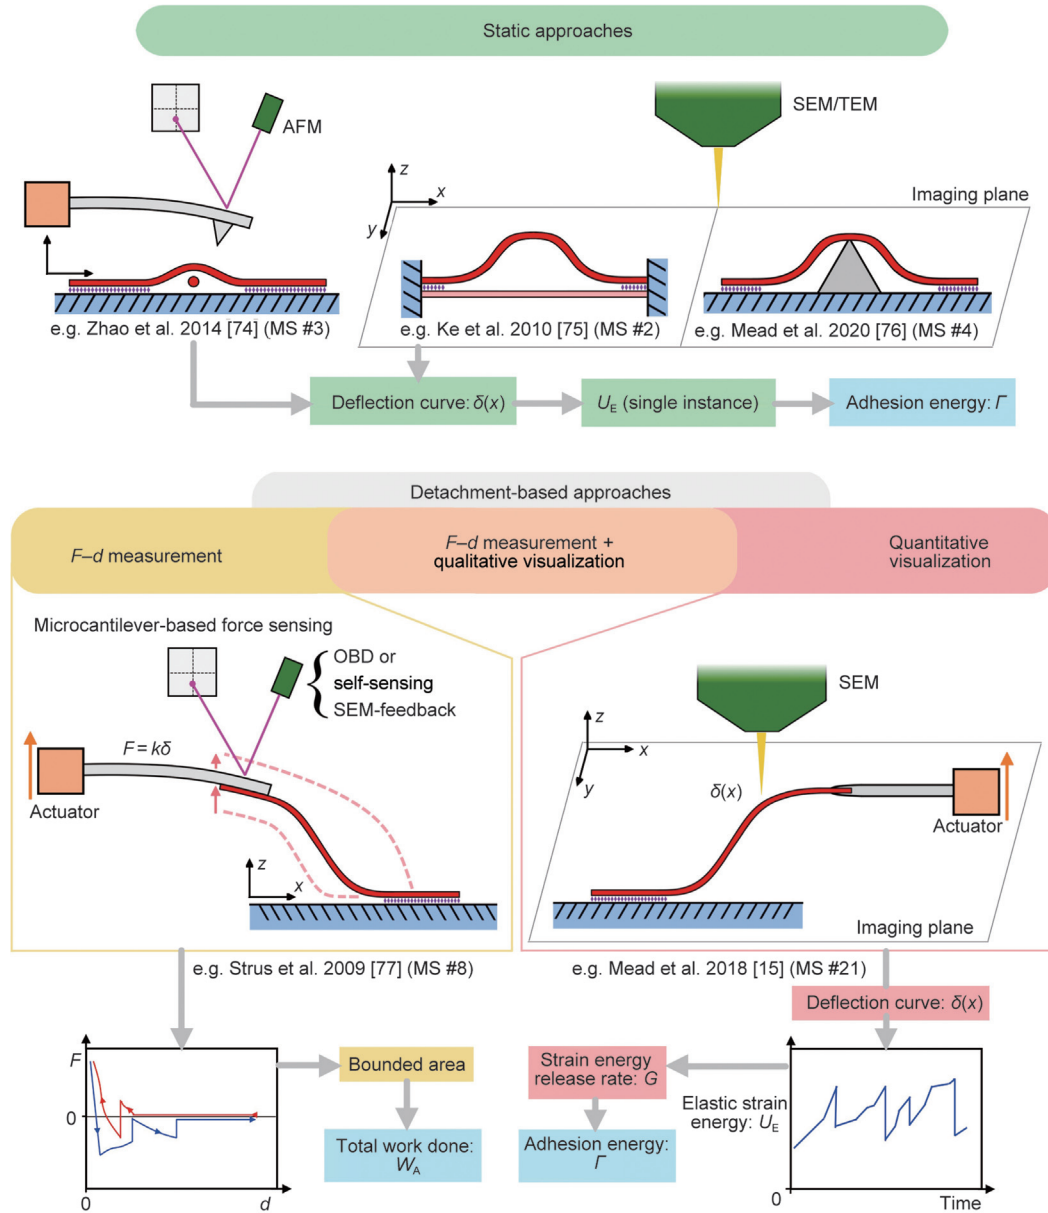 Static approaches
AFM
SEM/TEM
z
x
y
Imaging plane
e.g. Zhao et al. 2014 [74] (MS #3)
e.g. Ke et al. 2010 [75] (MS #2)
e.g. Mead et al. 2020 [76] (MS #4)
Deflection curve: δ(x)
U_E (single instance)
Adhesion energy: Γ
Detachment-based approaches
F–d measurement
F–d measurement +
qualitative visualization
Quantitative
visualization
Microcantilever-based force sensing
OBD or
self-sensing
SEM-feedback
F = kδ
Actuator
z
x
SEM
z
x
y
δ(x)
Actuator
Imaging plane
e.g. Strus et al. 2009 [77] (MS #8)
e.g. Mead et al. 2018 [15] (MS #21)
Deflection curve: δ(x)
F
0
0
d
Bounded area
Total work done:
W_A
Strain energy
release rate: G
Adhesion energy:
Γ
Elastic strain
energy: U_E
0
Time